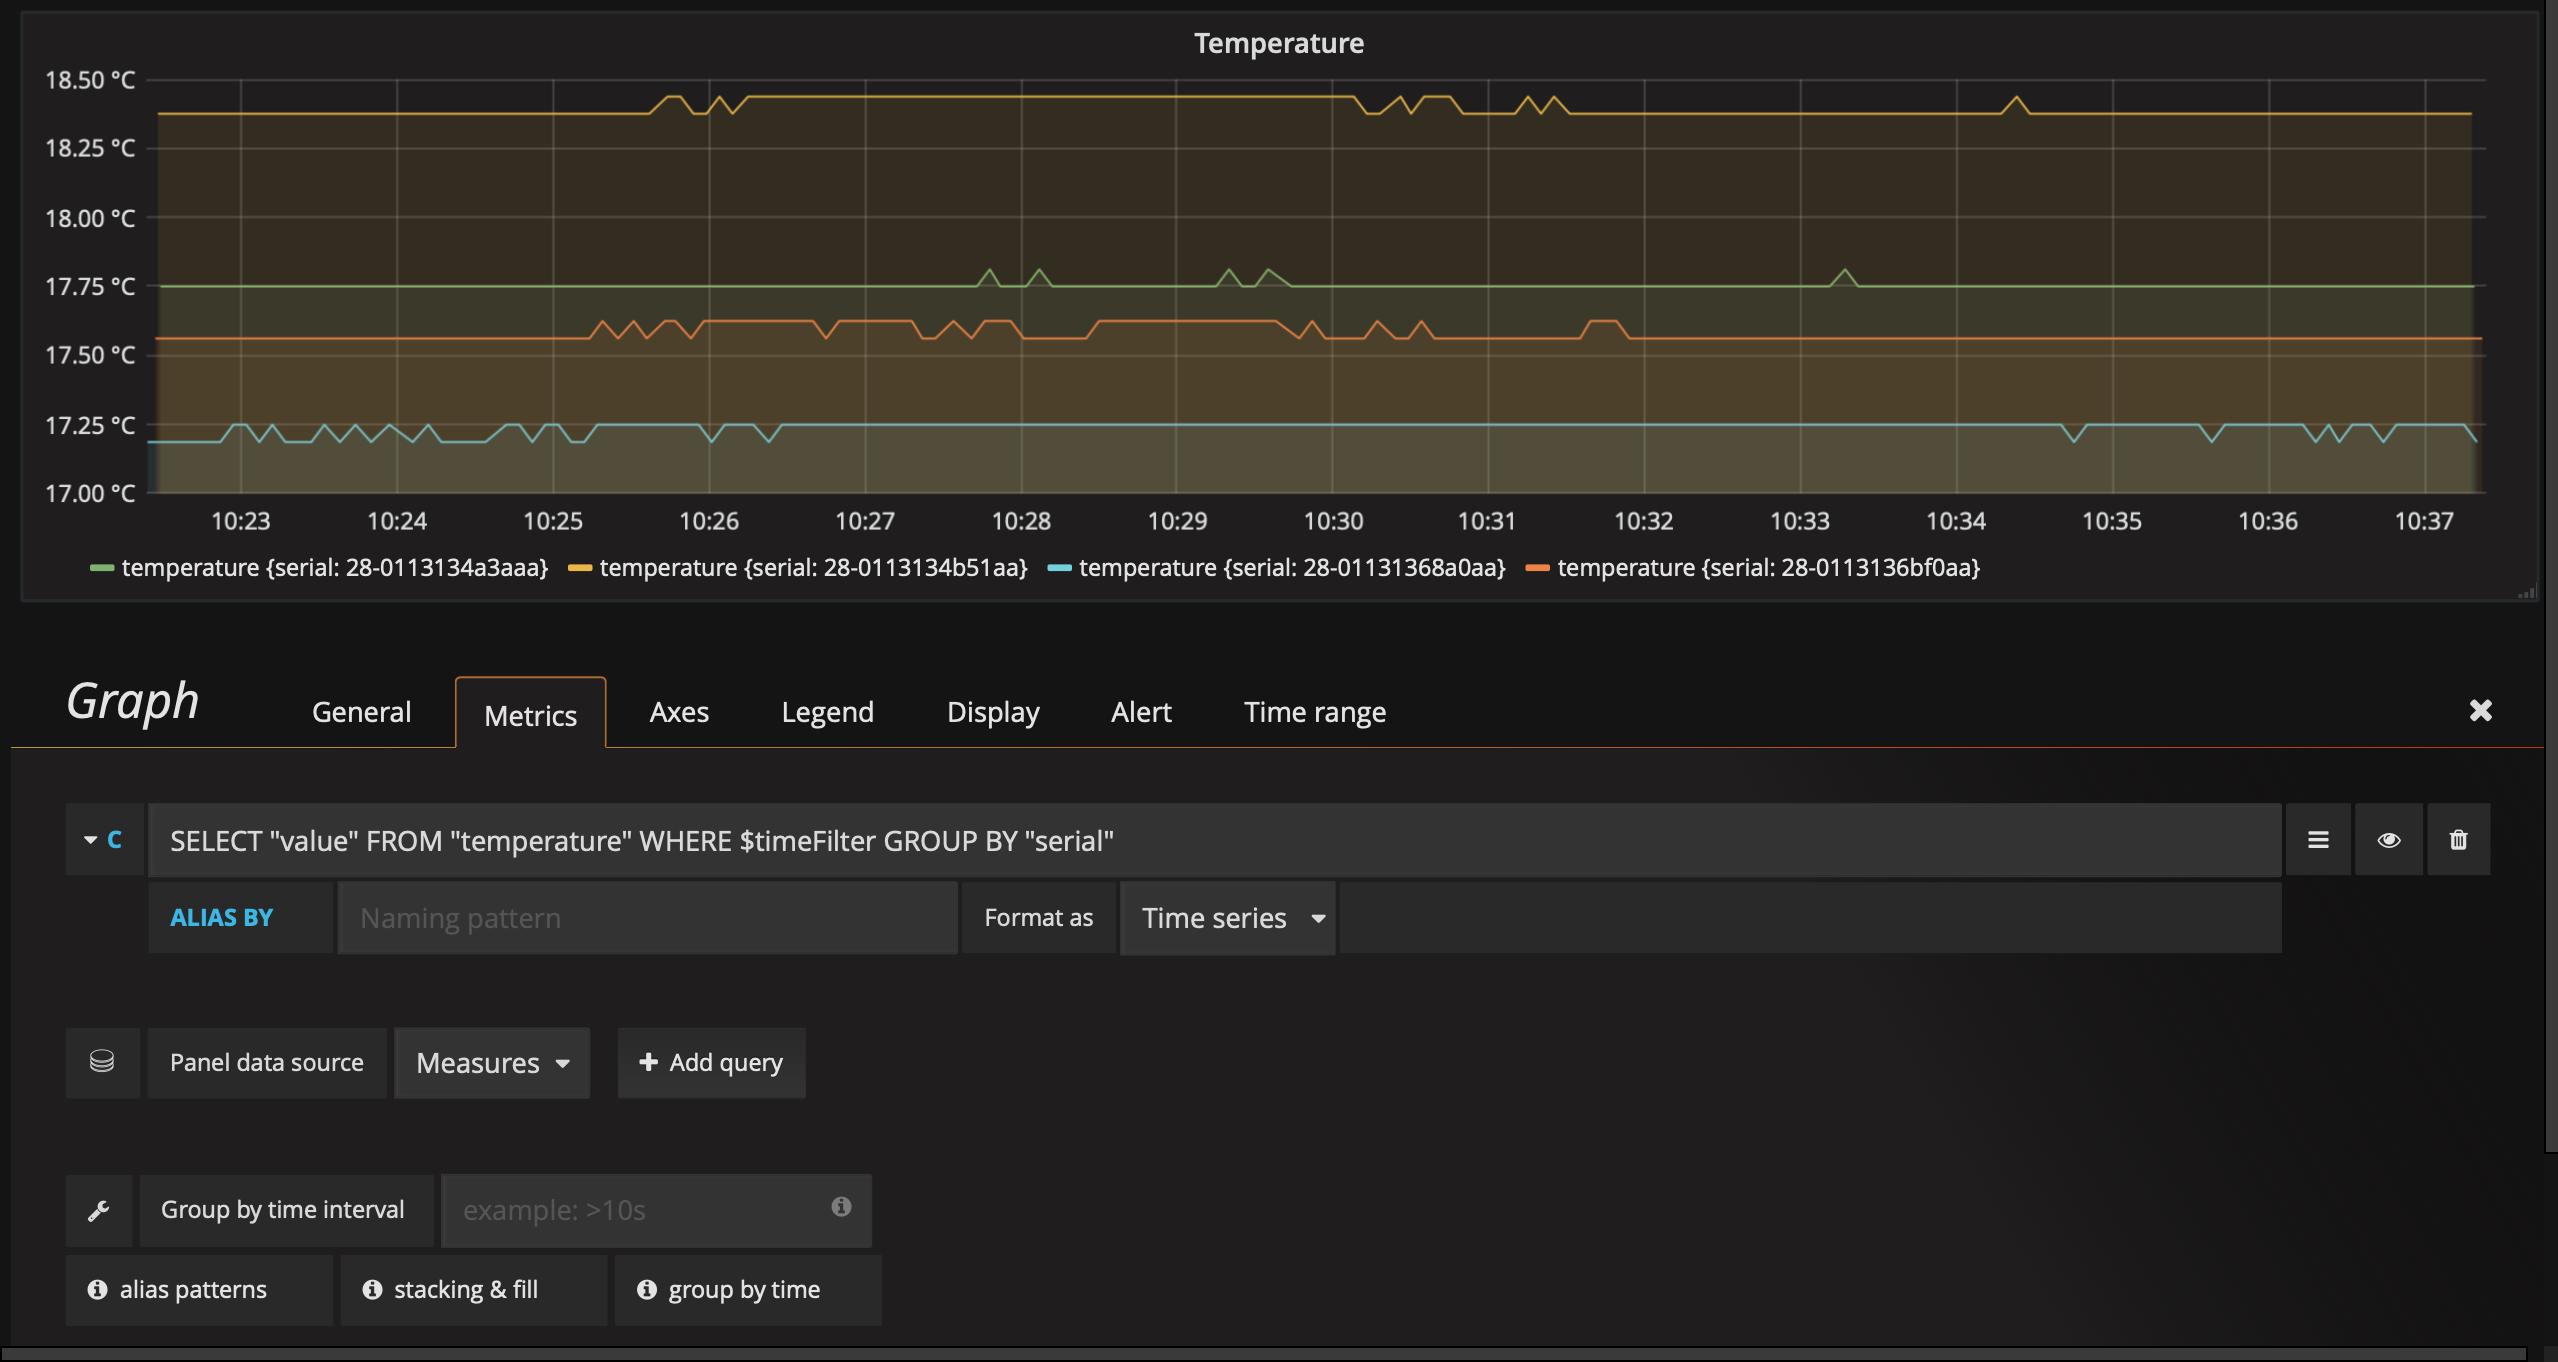 Temperature
18.50 °C
18.25 °C
18.00 °C
17.75 °C
17.50 °C
17.25 °C
17.00 °C
10:23 10:24 10:25 10:26 10:27 10:28 10:29 10:30 10:31 10:32 10:33 10:34 10:35 10:36 10:37
temperature {serial: 28-0113134a3aaa} temperature {serial: 28-0113134b51aa} temperature {serial: 28-01131368a0aa} temperature {serial: 28-0113136bf0aa}
Graph General Metrics Axes Legend Display Alert Time range
C SELECT "value" FROM "temperature" WHERE $timeFilter GROUP BY "serial"
ALIAS BY Naming pattern Format as Time series
Panel data source Measures Add query
Group by time interval example: >10s
alias patterns stacking & fill group by time